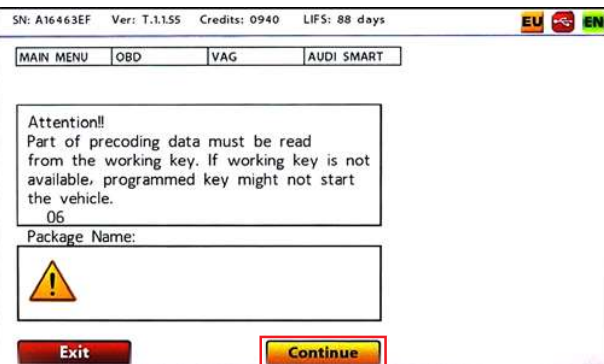 SN: A16463EF Ver: T.1.1.55 Credits: 0940 LIFS: 88 days EU EN
MAIN MENU OBD VAG AUDI SMART
Attention!!
Part of precoding data must be read
from the working key. If working key is not
available, programmed key might not start
the vehicle.
06
Package Name:
Exit Continue